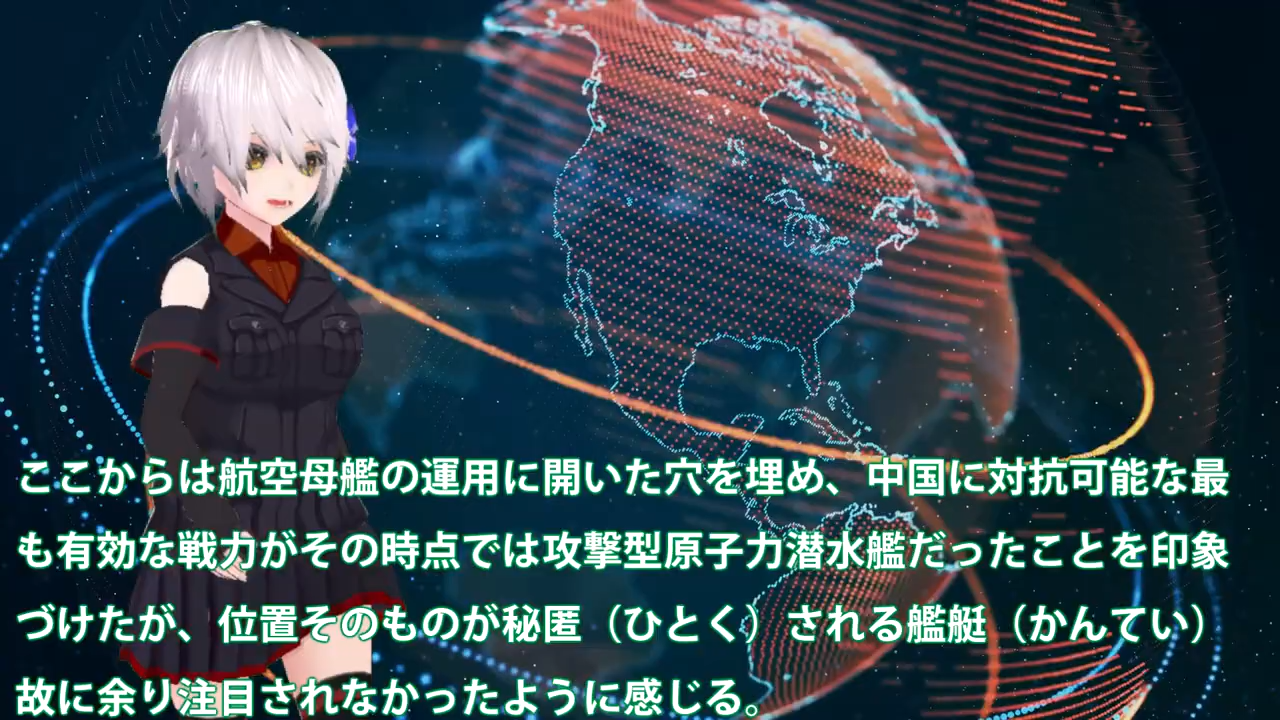 ここからは航空母艦の運用に開いた穴を埋め、中国に対抗可能な最
も有効な戦力がその時点では攻撃型原子力潜水艦だったことを印象
づけたが、位置そのものが秘匿（ひとく）される艦艇（かんてい）
故に余り注目されなかったように感じる。